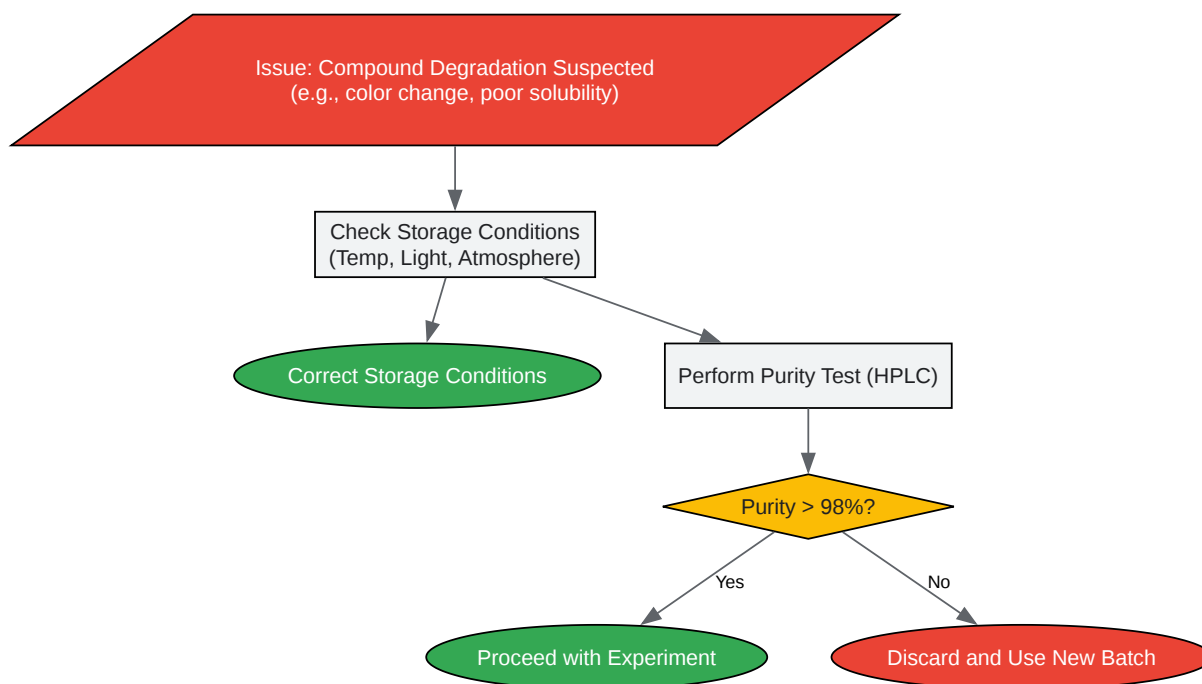 Issue: Compound Degradation Suspected
(e.g., color change, poor solubility)
Check Storage Conditions
(Temp, Light, Atmosphere)
Correct Storage Conditions
Perform Purity Test (HPLC)
Purity > 98%?
Yes
No
Proceed with Experiment
Discard and Use New Batch